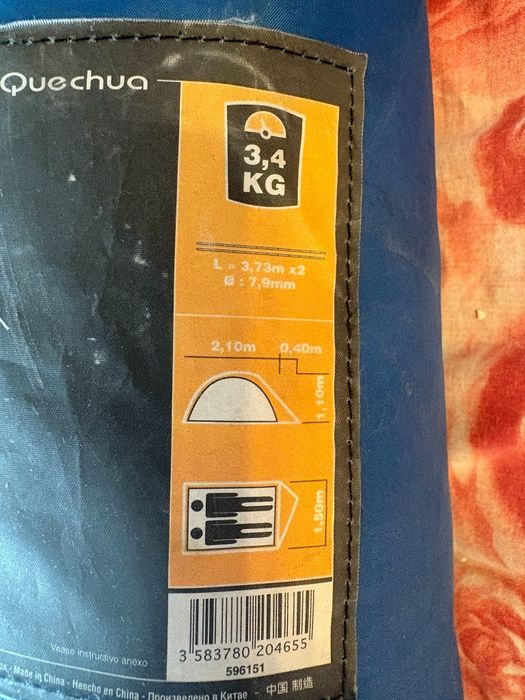 Quechua
3,4
KG
L = 3,73m x2
Ø : 7,9mm
2,10m 0,40m
1,10m
1,50m
3 583780 204655
596151
Vease instructivo anexo
Made in China - Hecho en China - Произведено в Китае - 中国 制造